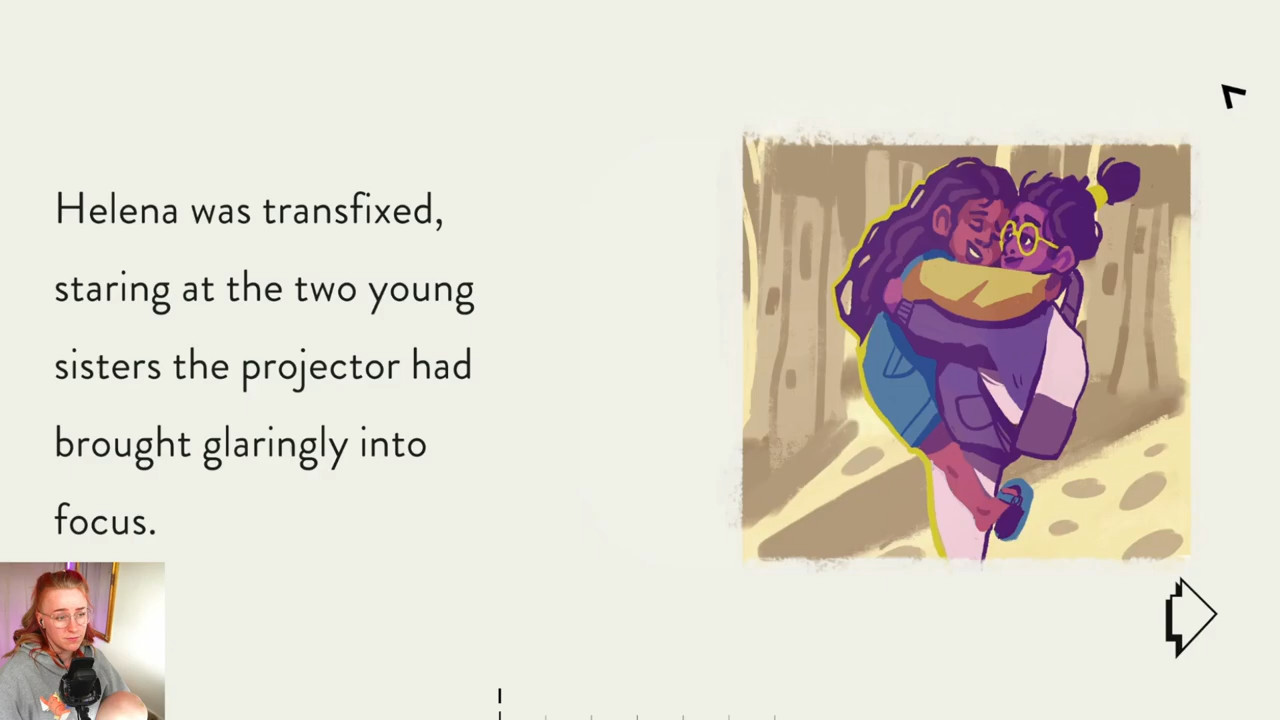 Helena was transfixed,
staring at the two young
sisters the projector had
brought glaringly into
focus.